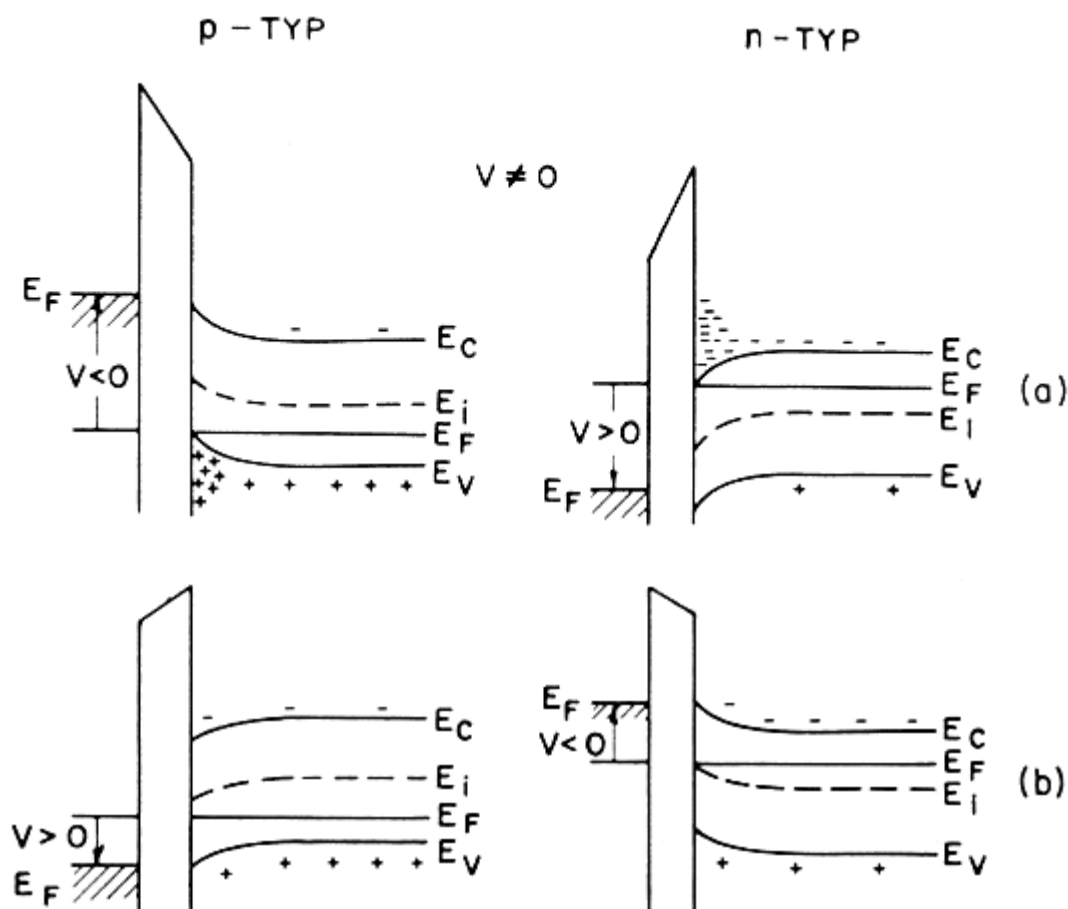 p - TYP
n - TYP
V ≠ 0
E_F
V<0
E_C
E_i
E_F
E_V
+ + + + +
E_C
E_F
E_i
E_V
V>0
E_F
(a)
E_C
E_i
E_F
E_V
V>0
E_F
E_F
V<0
E_C
E_F
E_i
E_V
(b)